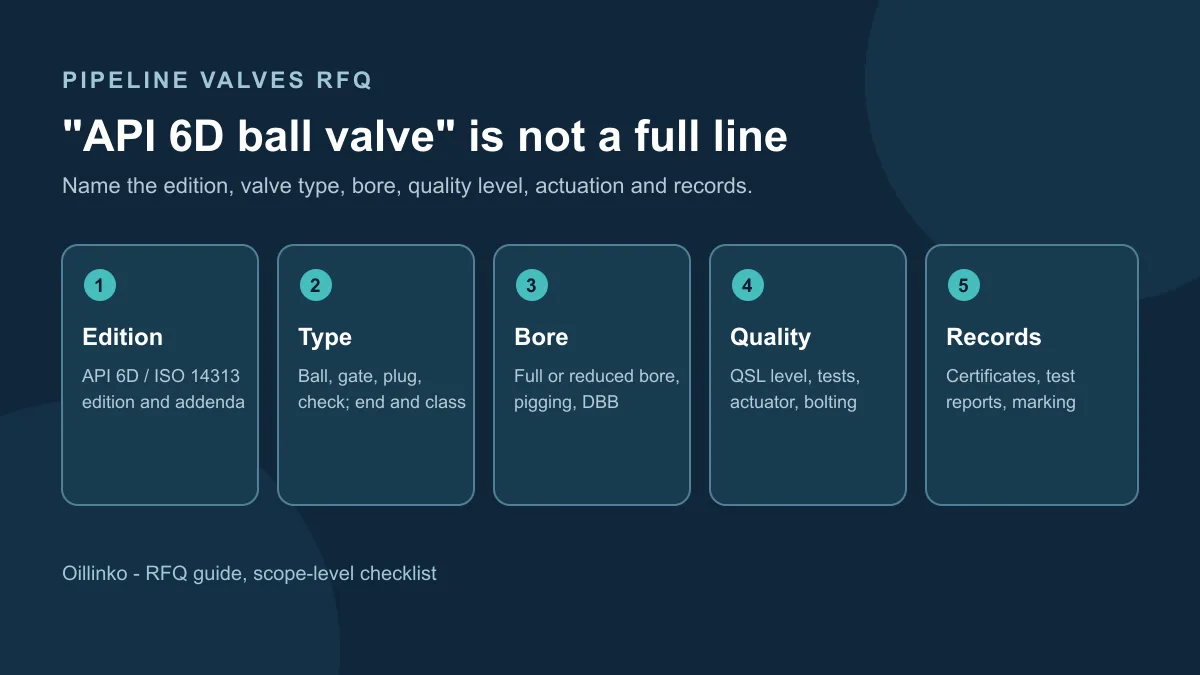 PIPELINE VALVES RFQ
"API 6D ball valve" is not a full line
Name the edition, valve type, bore, quality level, actuation and records.
1
Edition
API 6D / ISO 14313
edition and addenda
2
Type
Ball, gate, plug,
check; end and class
3
Bore
Full or reduced bore,
pigging, DBB
4
Quality
QSL level, tests,
actuator, bolting
5
Records
Certificates, test
reports, marking
Oillinko - RFQ guide, scope-level checklist